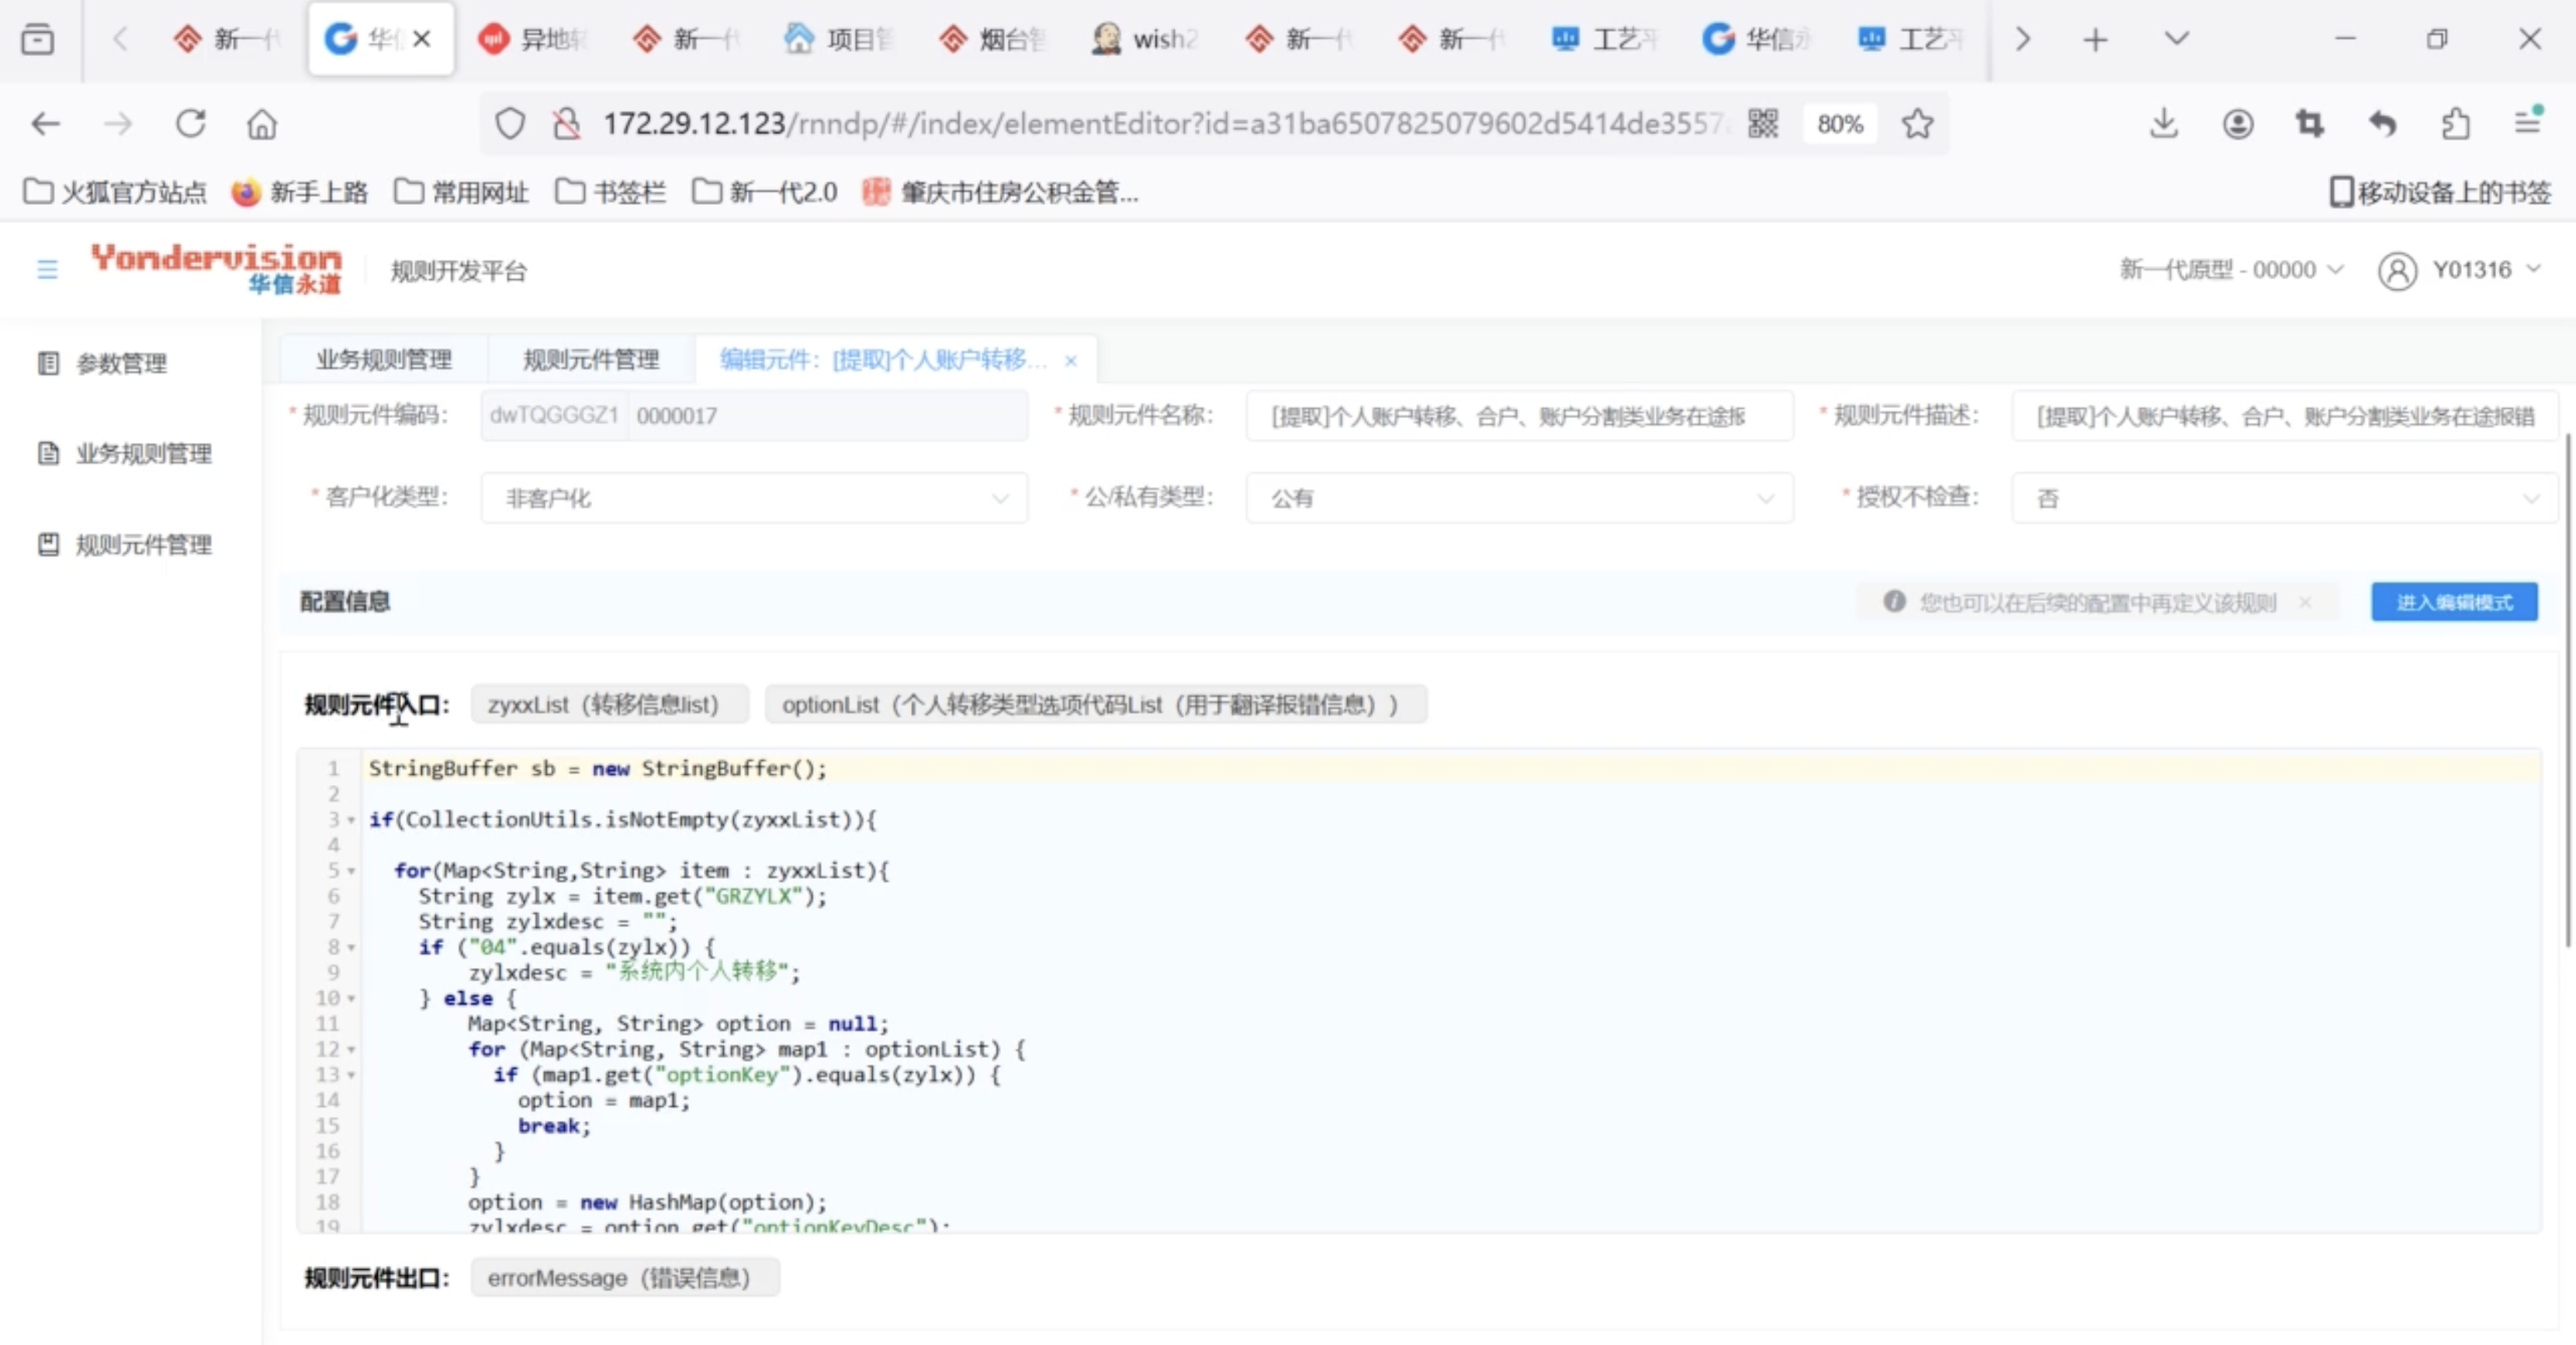 新一代
华信
异地转
新一代
项目管
烟台智
wish2
新一代
新一代
工艺平
华信永
工艺平
172.29.12.123/rnndp/#/index/elementEditor?id=a31ba6507825079602d5414de3557
80%
火狐官方站点
新手上路
常用网址
书签栏
新一代2.0
肇庆市住房公积金管...
移动设备上的书签
Yondervision
华信永道
规则开发平台
新一代原型 - 00000
Y01316
参数管理
业务规则管理
规则元件管理
业务规则管理
规则元件管理
编辑元件：[提取]个人账户转移... ×
* 规则元件编码：
dwTQGGGZ1 0000017
* 规则元件名称：
[提取]个人账户转移、合户、账户分割类业务在途报
* 规则元件描述：
[提取]个人账户转移、合户、账户分割类业务在途报错
* 客户化类型：
非客户化
* 公/私有类型：
公有
* 授权不检查：
否
配置信息
您也可以在后续的配置中再定义该规则 ×
进入编辑模式
规则元件入口：
zyxxList（转移信息list）
optionList（个人转移类型选项代码List（用于翻译报错信息））
1 StringBuffer sb = new StringBuffer();
2
3 if(CollectionUtils.isNotEmpty(zyxxList)){
4
5 for(Map<String,String> item : zyxxList){
6 String zylx = item.get("GRZYLX");
7 String zylxdesc = "";
8 if ("04".equals(zylx)) {
9 zylxdesc = "系统内个人转移";
10 } else {
11 Map<String, String> option = null;
12 for (Map<String, String> map1 : optionList) {
13 if (map1.get("optionKey").equals(zylx)) {
14 option = map1;
15 break;
16 }
17 }
18 option = new HashMap(option);
19 zylxdesc = option.get("optionKeyDesc");
规则元件出口：
errorMessage（错误信息）